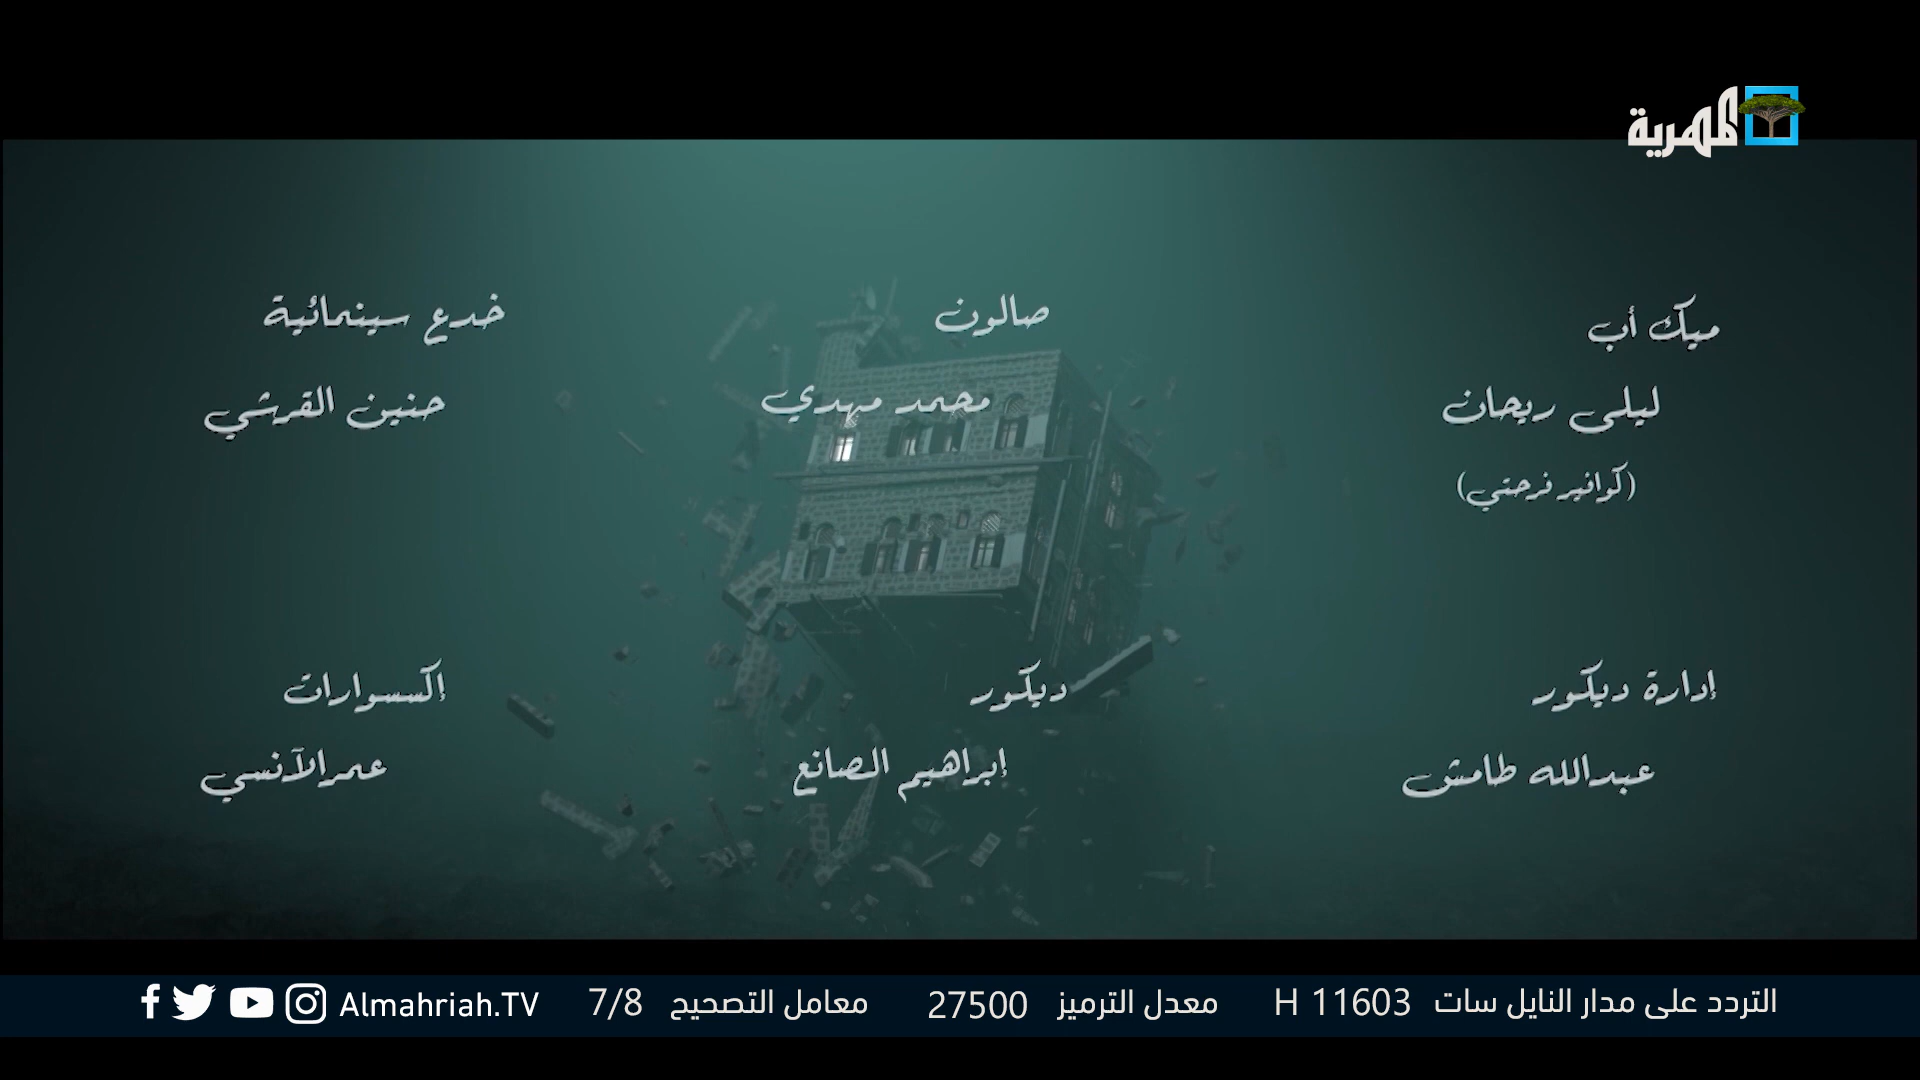 المهرية
ميك أب
ليلى ريحان
(كوافير فرحتي)
صالون
محمد مهدي
خدع سينمائية
حنين القرشي
إدارة ديكور
عبدالله طامش
ديكور
إبراهيم الصانع
إكسسوارات
عمر الآنسي
التردد على مدار النايل سات 11603 H معدل الترميز 27500 معامل التصحيح 7/8 Almahriah.TV